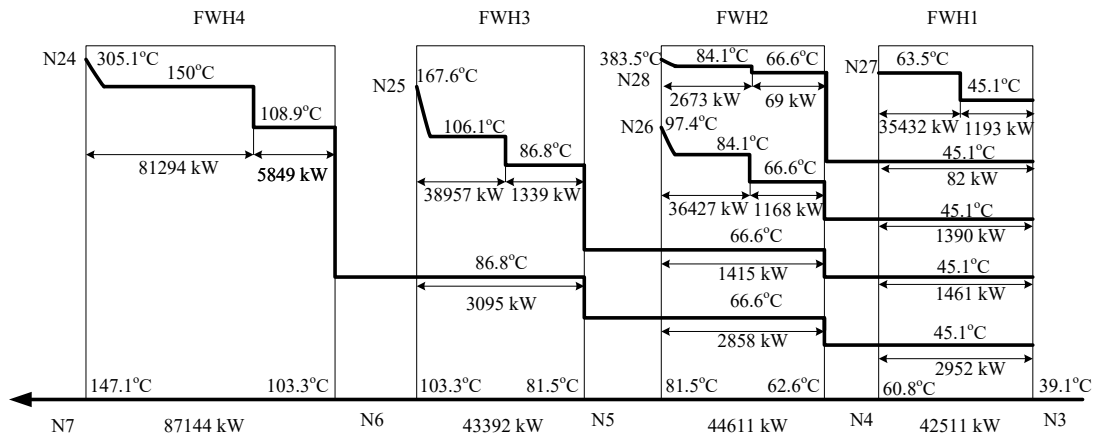 FWH4 FWH3 FWH2 FWH1
N24 305.1°C
150°C
108.9°C
81294 kW
5849 kW
N25 167.6°C
106.1°C
86.8°C
38957 kW 1339 kW
86.8°C
3095 kW
383.5°C
N28
84.1°C
66.6°C
2673 kW
69 kW
N26 97.4°C
84.1°C
66.6°C
36427 kW 1168 kW
66.6°C
1415 kW
66.6°C
2858 kW
N27 63.5°C
45.1°C
35432 kW 1193 kW
45.1°C
82 kW
45.1°C
1390 kW
45.1°C
1461 kW
45.1°C
2952 kW
147.1°C 103.3°C 103.3°C 81.5°C 81.5°C 62.6°C 60.8°C 39.1°C
N7 87144 kW N6 43392 kW N5 44611 kW N4 42511 kW N3